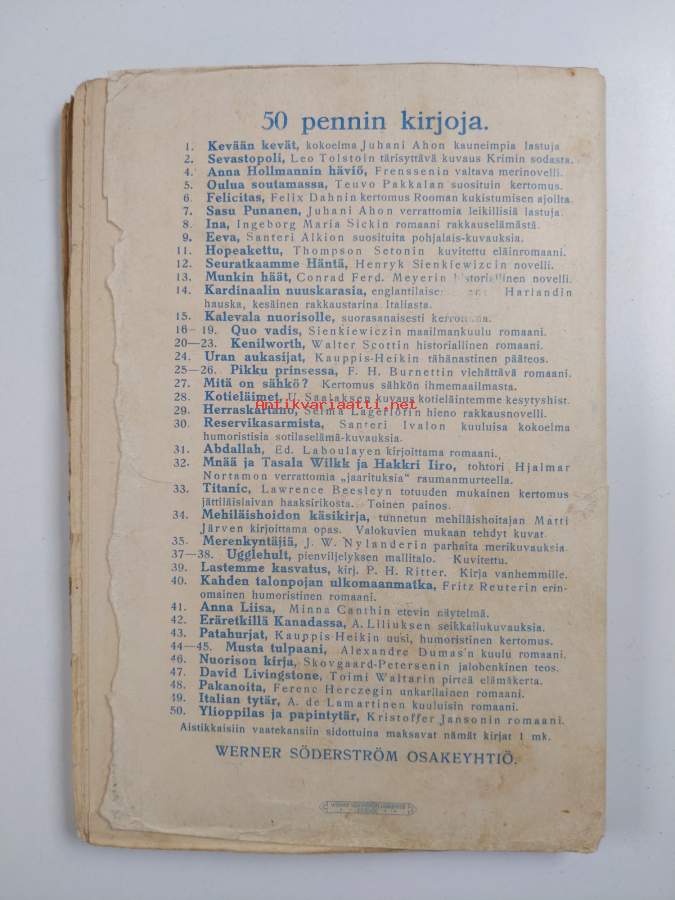 50 pennin kirjoja.
1. Kevään kevät, kokoelma Juhani Ahon kauneimpia lastuja
2. Sevastopoli, Leo Tolstoin tärisyttävä kuvaus Krimin sodasta.
4. Anna Hollmannin häviö, Frenssenin valtava merinovelli.
5. Oulua soutamassa, Teuvo Pakkalan suosituin kertomus.
6. Felicitas, Felix Dahnin kertomus Rooman kukistumisen ajoilta.
7. Sasu Punanen, Juhani Ahon verrattomia leikillisiä lastuja.
8. Ina, Ingeborg Maria Sickin romaani rakkauselämästä.
9. Eeva, Santeri Alkion suosituita pohjalais-kuvauksia.
11. Hopeakettu, Thompson Setonin kuvitettu eläinromaani.
12. Seuratkaamme Häntä, Henryk Sienkiewizcin novelli.
13. Munkin häät, Conrad Ferd. Meyerin historiallinen novelli.
14. Kardinaalin nuuskarasia, englantilaisen Harlandin
hauska, kesäinen rakkaustarina Italiasta.
15. Kalevala nuorisolle, suorasanaisesti kerrottuna.
16–19. Quo vadis, Sienkiewiczin maailmankuulu romaani.
20—23. Kenilworth, Walter Scottin historiallinen romaani.
24. Uran aukasijat, Kauppis-Heikin tähänastinen pääteos.
25—26. Pikku prinsessa, F. H. Burnettin viehättävä romaani.
27. Mitä on sähkö? Kertomus sähkön ihmemaailmasta.
28. Kotieläimet, U. Saalaksen kuvaus kotieläintemme kesytyshist.
Antikvariaatti.net
29. Herraskartano, Selma Lagerlöfin hieno rakkausnovelli.
30. Reservikasarmista, Santeri Ivalon kuuluisa kokoelma
humoristisia sotilaselämä-kuvauksia.
31. Abdallah, Ed. Laboulayen kirjoittama romaani.
32. Mnää ja Tasala Wilkk ja Hakkri Iiro, tohtori Hjalmar
Nortamon verrattomia „jaarituksia" raumanmurteella.
33. Titanic, Lawrence Beesleyn totuuden mukainen kertomus
jättiläislaivan haaksirikosta. Toinen painos.
34. Mehiläishoidon käsikirja, tunnetun mehiläishoitajan Matti
Järven kirjoittama opas. Valokuvien mukaan tehdyt kuvat.
35. Merenkyntäjiä, J. W. Nylanderin parhaita merikuvauksia.
37—38. Ugglehult, pienviljelyksen mallitalo. Kuvitettu.
39. Lastemme kasvatus, kirj. P. H. Ritter. Kirja vanhemmille.
40. Kahden talonpojan ulkomaanmatka, Fritz Reuterin erin-
omainen humoristinen romaani.
41. Anna Liisa, Minna Canthin etevin näytelmä.
42. Eräretkillä Kanadassa, A. Liliuksen seikkailukuvauksia.
43. Patahurjat, Kauppis-Heikin uusi, humoristinen kertomus.
44—45. Musta tulpaani, Alexandre Dumas'n kuulu romaani.
46. Nuorison kirja, Skovgaard-Petersenin jalohenkinen teos.
47. David Livingstone, Toimi Waltarin pirteä elämäkerta.
48. Pakanoita, Ferenc Herczegin unkarilainen romaani.
49. Italian tytär, A. de Lamartinen kuuluisin romaani.
50. Ylioppilas ja papintytär, Kristoffer Jansonin romaani.
Aistikkaisiin vaatekansiin sidottuina maksavat nämät kirjat 1 mk.
WERNER SÖDERSTRÖM OSAKEYHTIÖ.